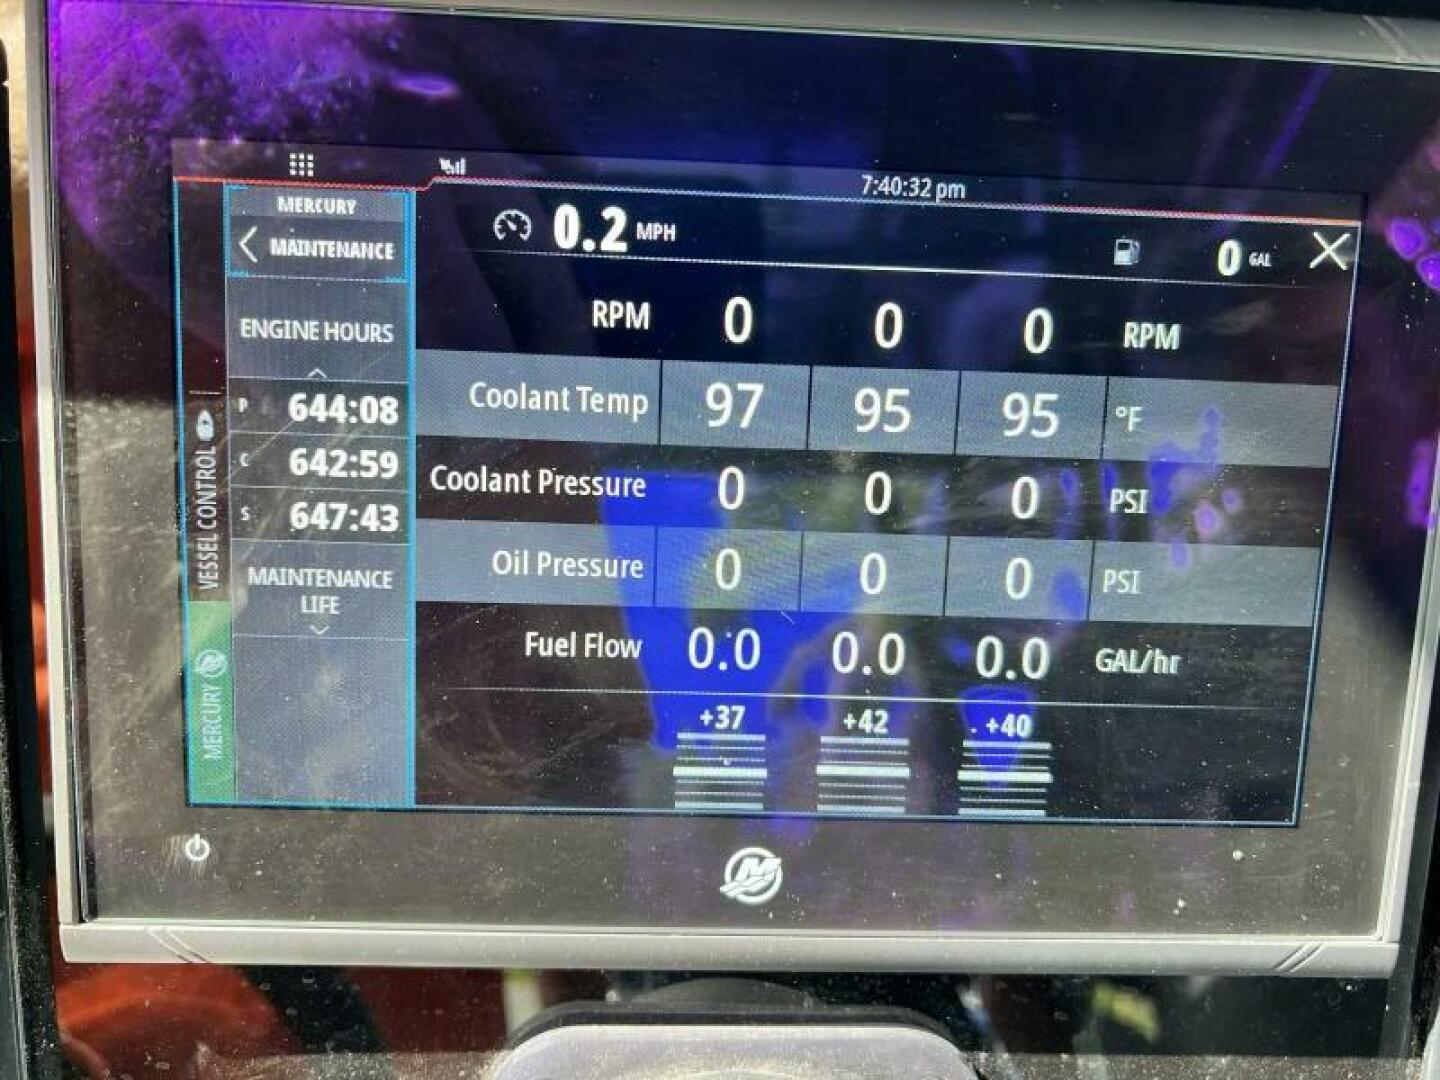 7:40:32 pm
MERCURY
MAINTENANCE
0.2 MPH
0 GAL
ENGINE HOURS
P 644:08
C 642:59
S 647:43
MAINTENANCE
LIFE
VESSEL CONTROL
MERCURY
RPM 0 0 0 RPM
Coolant Temp 97 95 95 °F
Coolant Pressure 0 0 0 PSI
Oil Pressure 0 0 0 PSI
Fuel Flow 0.0 0.0 0.0 GAL/hr
+37 +42 +40